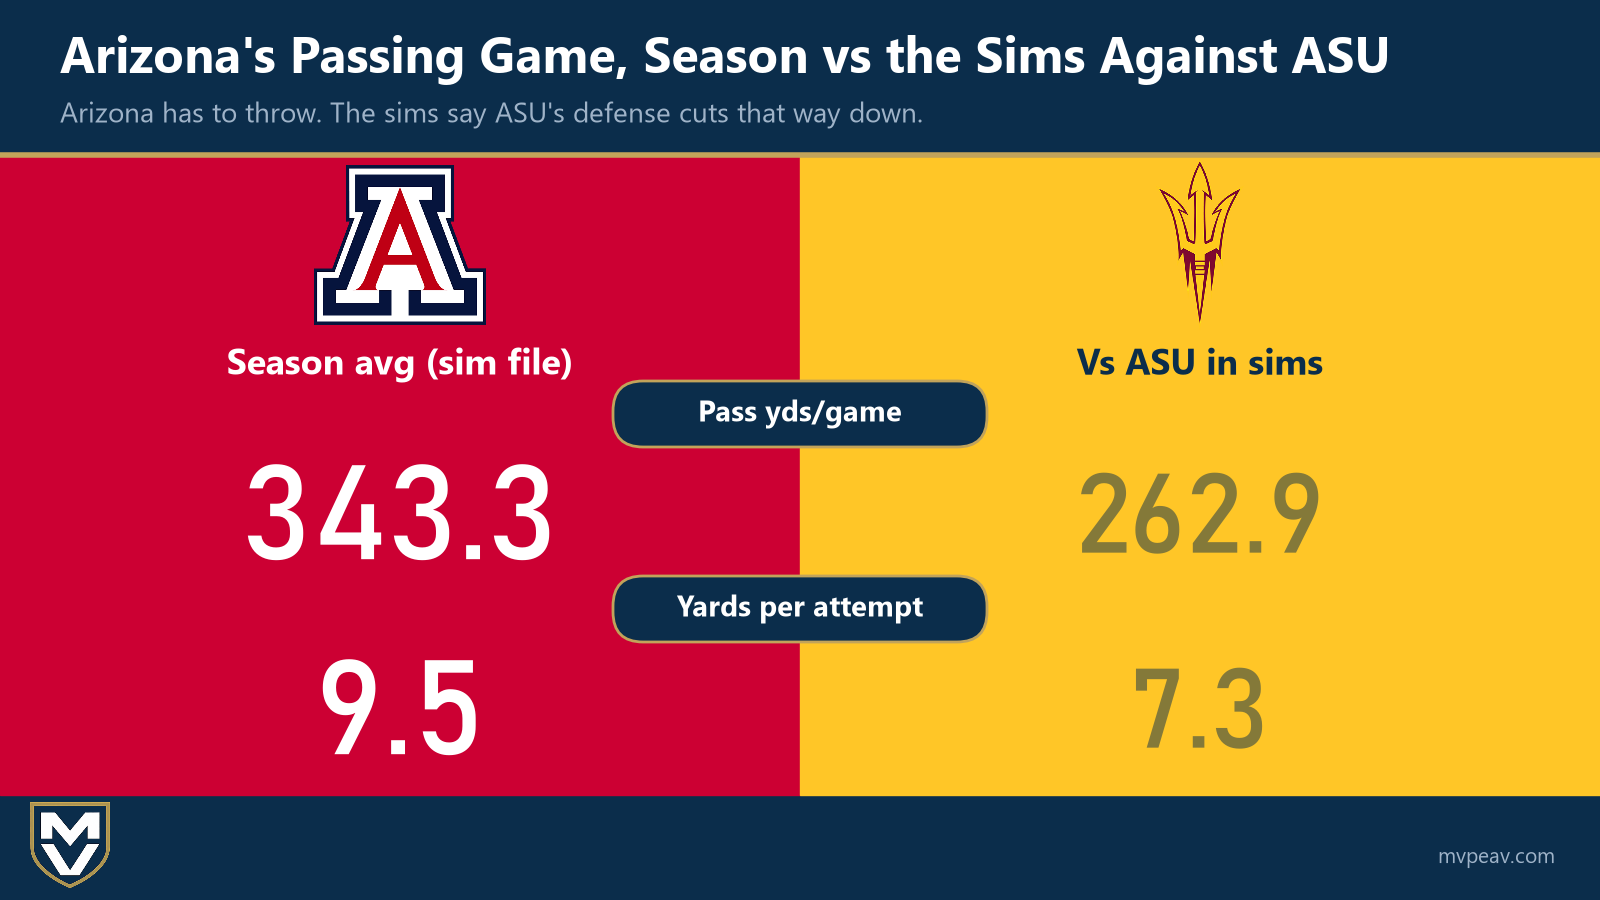 Arizona's Passing Game, Season vs the Sims Against ASU
Arizona has to throw. The sims say ASU's defense cuts that way down.
A
Season avg (sim file)
Vs ASU in sims
Pass yds/game
343.3
262.9
Yards per attempt
9.5
7.3
MV
mvpeav.com